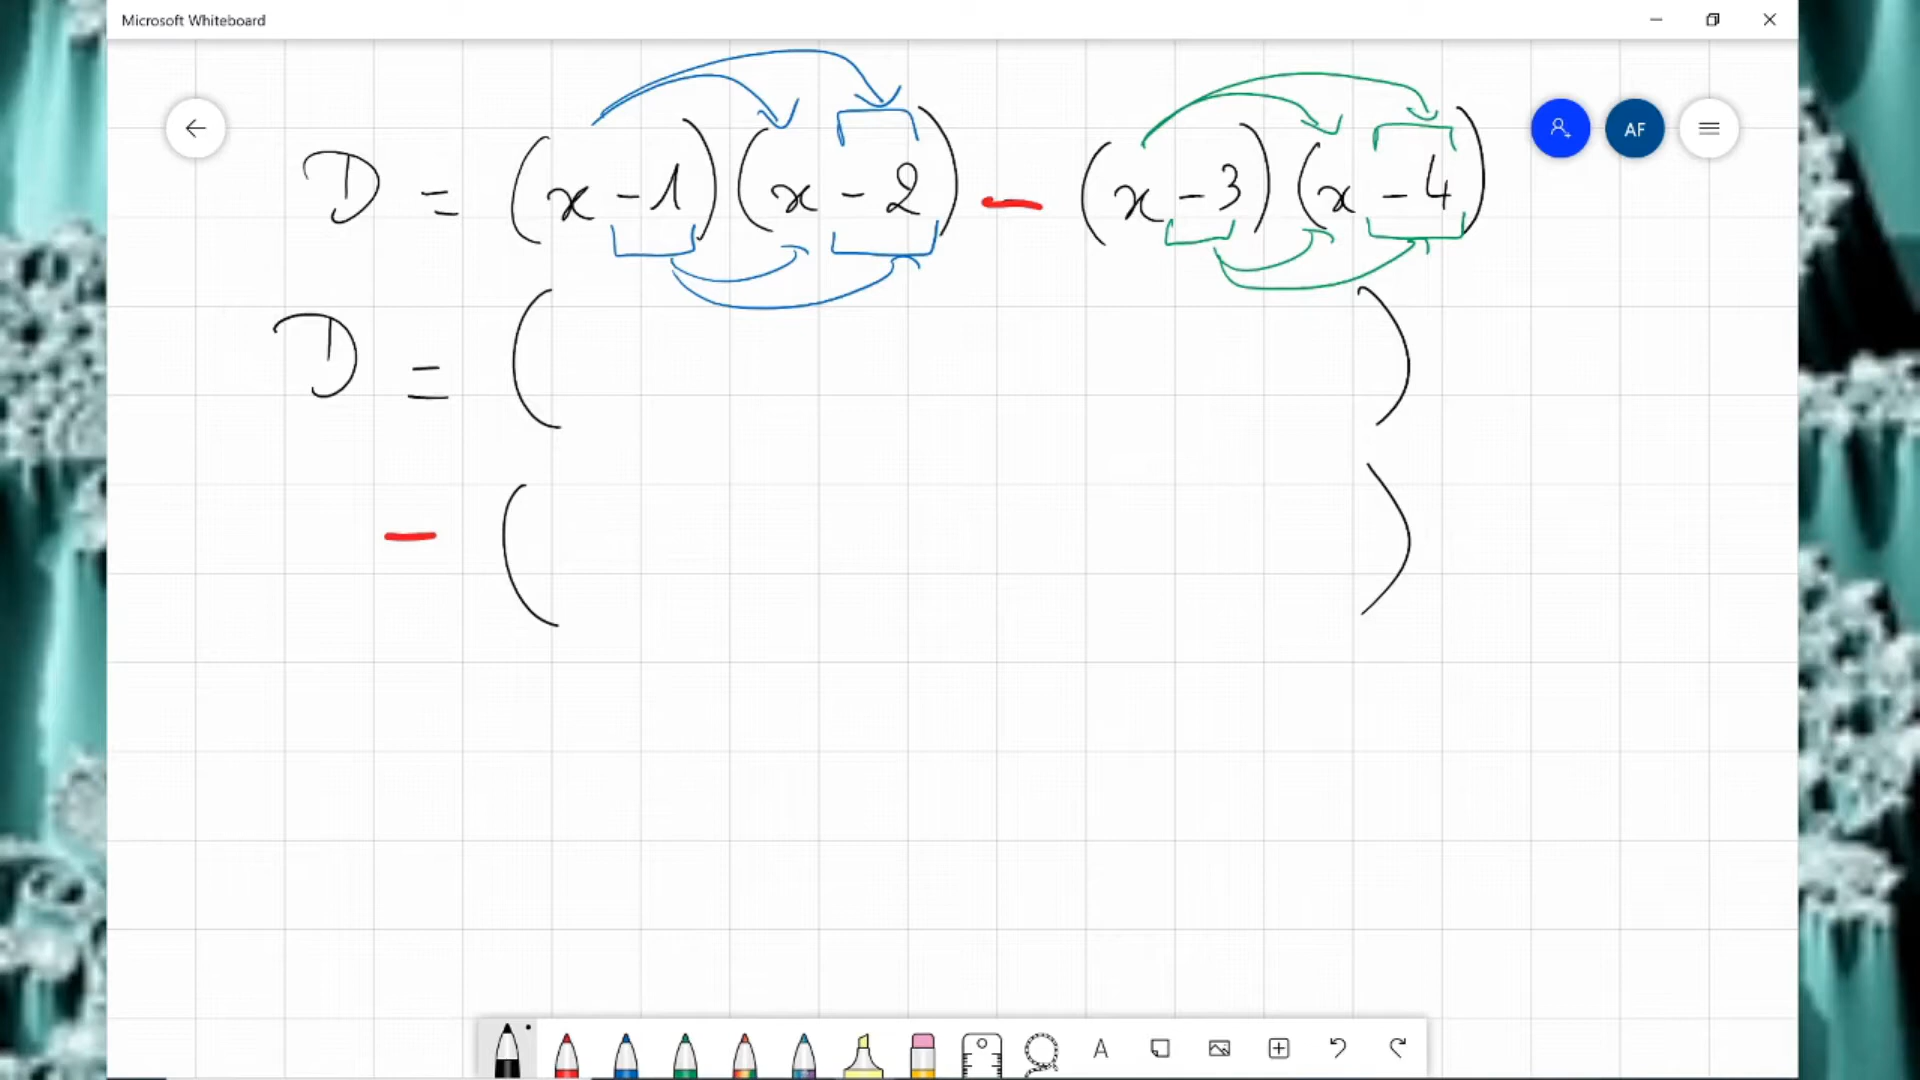 Microsoft Whiteboard
D = (x - 1)(x - 2) - (x - 3)(x - 4)
AF
D = ( )
- ( )
A